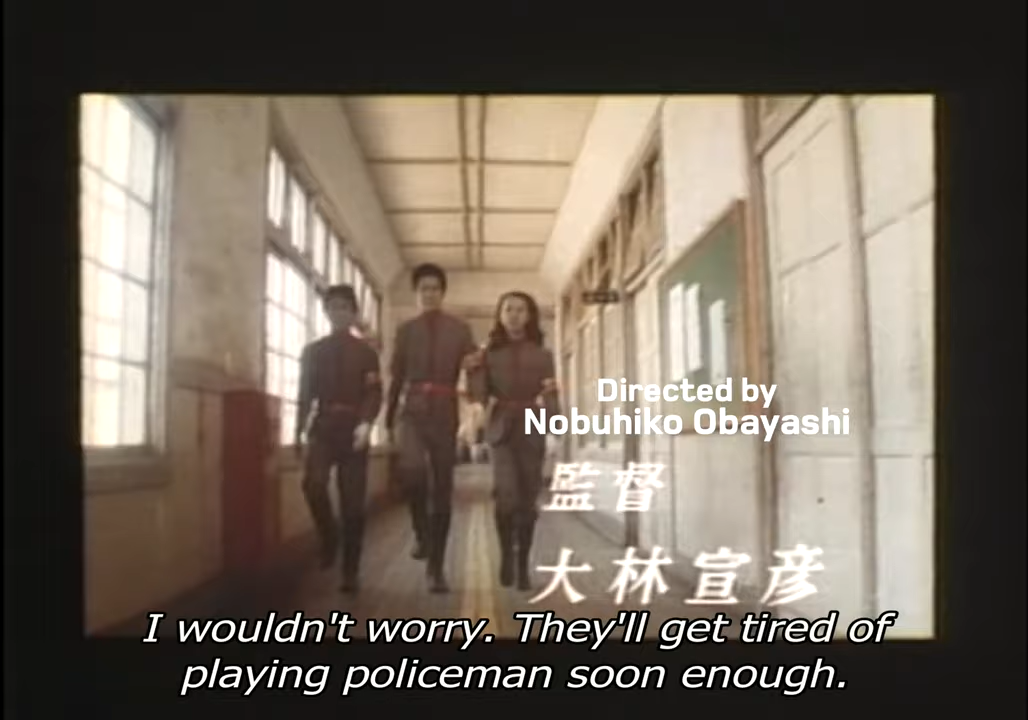 Directed by
Nobuhiko Obayashi
監督
大林宣彦
I wouldn't worry. They'll get tired of
playing policeman soon enough.